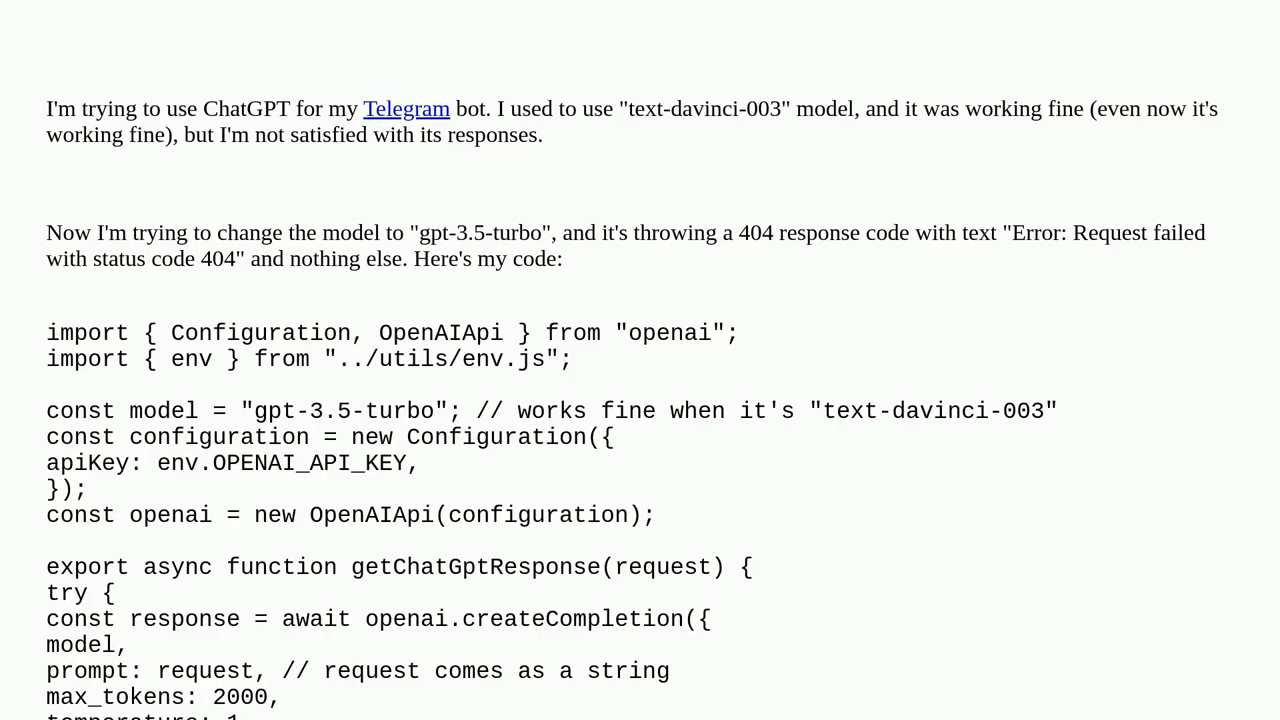 I'm trying to use ChatGPT for my Telegram bot. I used to use "text-davinci-003" model, and it was working fine (even now it's
working fine), but I'm not satisfied with its responses.
Now I'm trying to change the model to "gpt-3.5-turbo", and it's throwing a 404 response code with text "Error: Request failed
with status code 404" and nothing else. Here's my code:
import { Configuration, OpenAIApi } from "openai";
import { env } from "../utils/env.js";
const model = "gpt-3.5-turbo"; // works fine when it's "text-davinci-003"
const configuration = new Configuration({
apiKey: env.OPENAI_API_KEY,
});
const openai = new OpenAIApi(configuration);
export async function getChatGptResponse(request) {
try {
const response = await openai.createCompletion({
model,
prompt: request, // request comes as a string
max_tokens: 2000,
temperature: 1